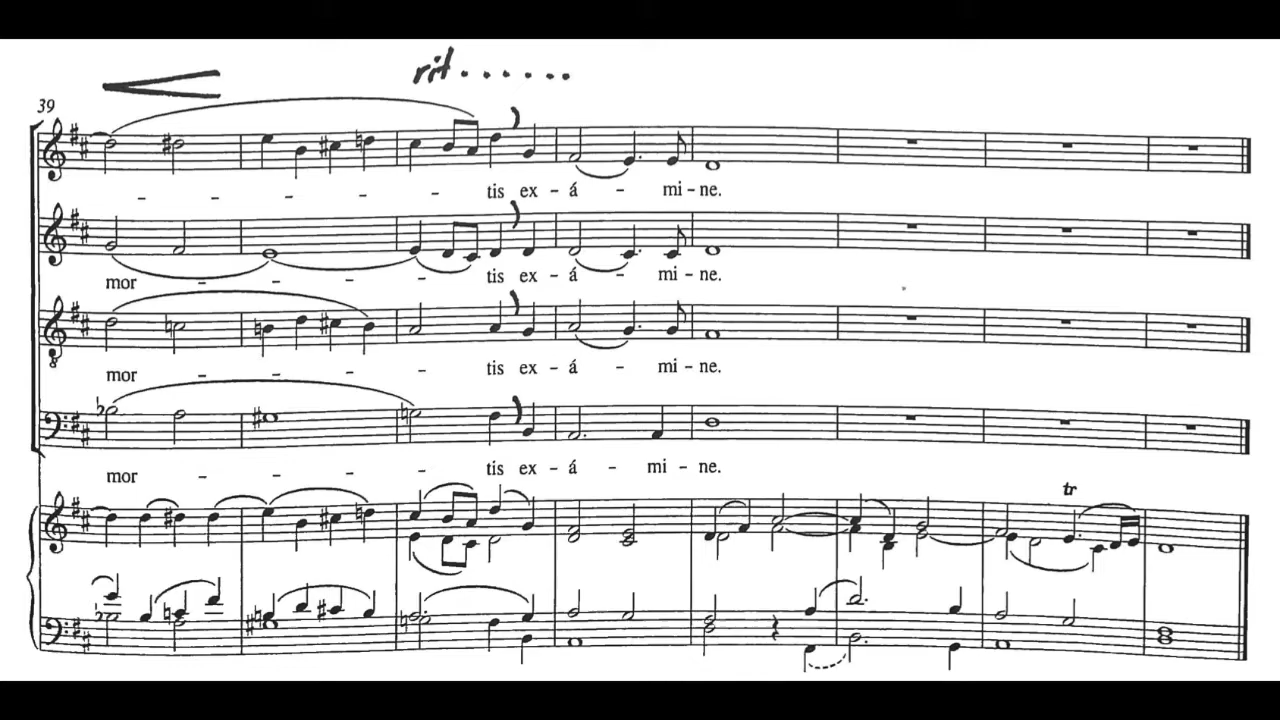 rit. . . . . . .
39
- - - - - tis ex - á - mi - ne.
mor - - - - tis ex - á - mi - ne.
8
mor - - - - tis ex - á - mi - ne.
mor - - - - tis ex - á - mi - ne.
tr